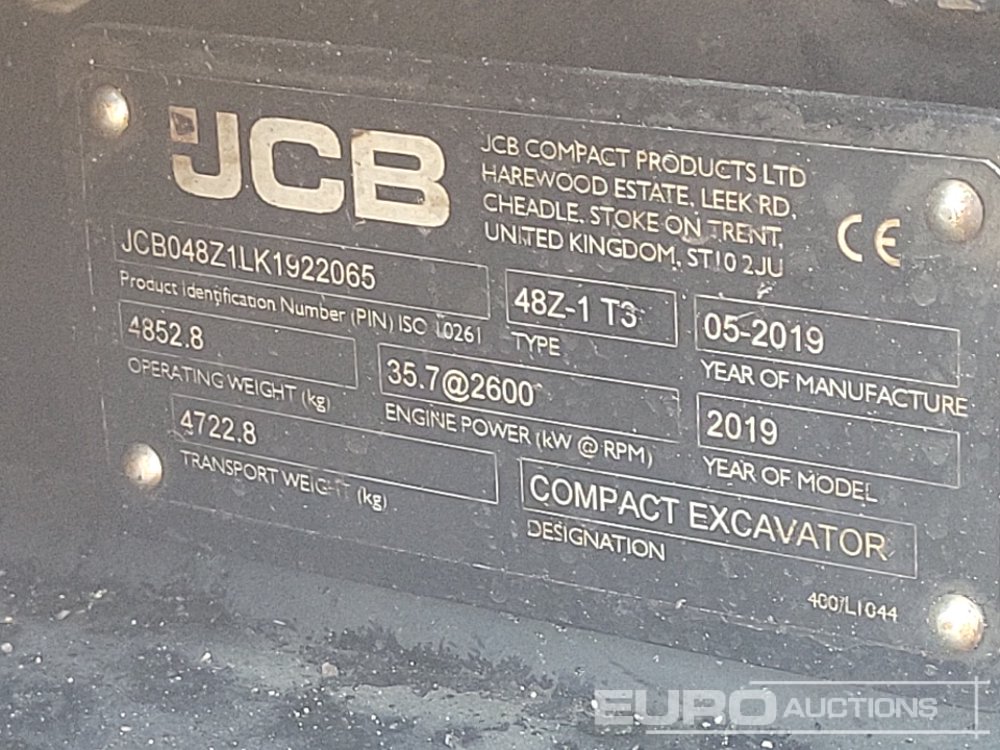 JCB
JCB COMPACT PRODUCTS LTD
HAREWOOD ESTATE, LEEK RD,
CHEADLE, STOKE ON TRENT,
UNITED KINGDOM, ST10 2JU
CE
JCB048Z1LK1922065
Product Identification Number (PIN) ISO 10261
48Z-1 T3
TYPE
05-2019
YEAR OF MANUFACTURE
4852.8
OPERATING WEIGHT (kg)
35.7@2600
ENGINE POWER (kW @ RPM)
2019
YEAR OF MODEL
4722.8
TRANSPORT WEIGHT (kg)
COMPACT EXCAVATOR
DESIGNATION
400/L1044
EURO AUCTIONS